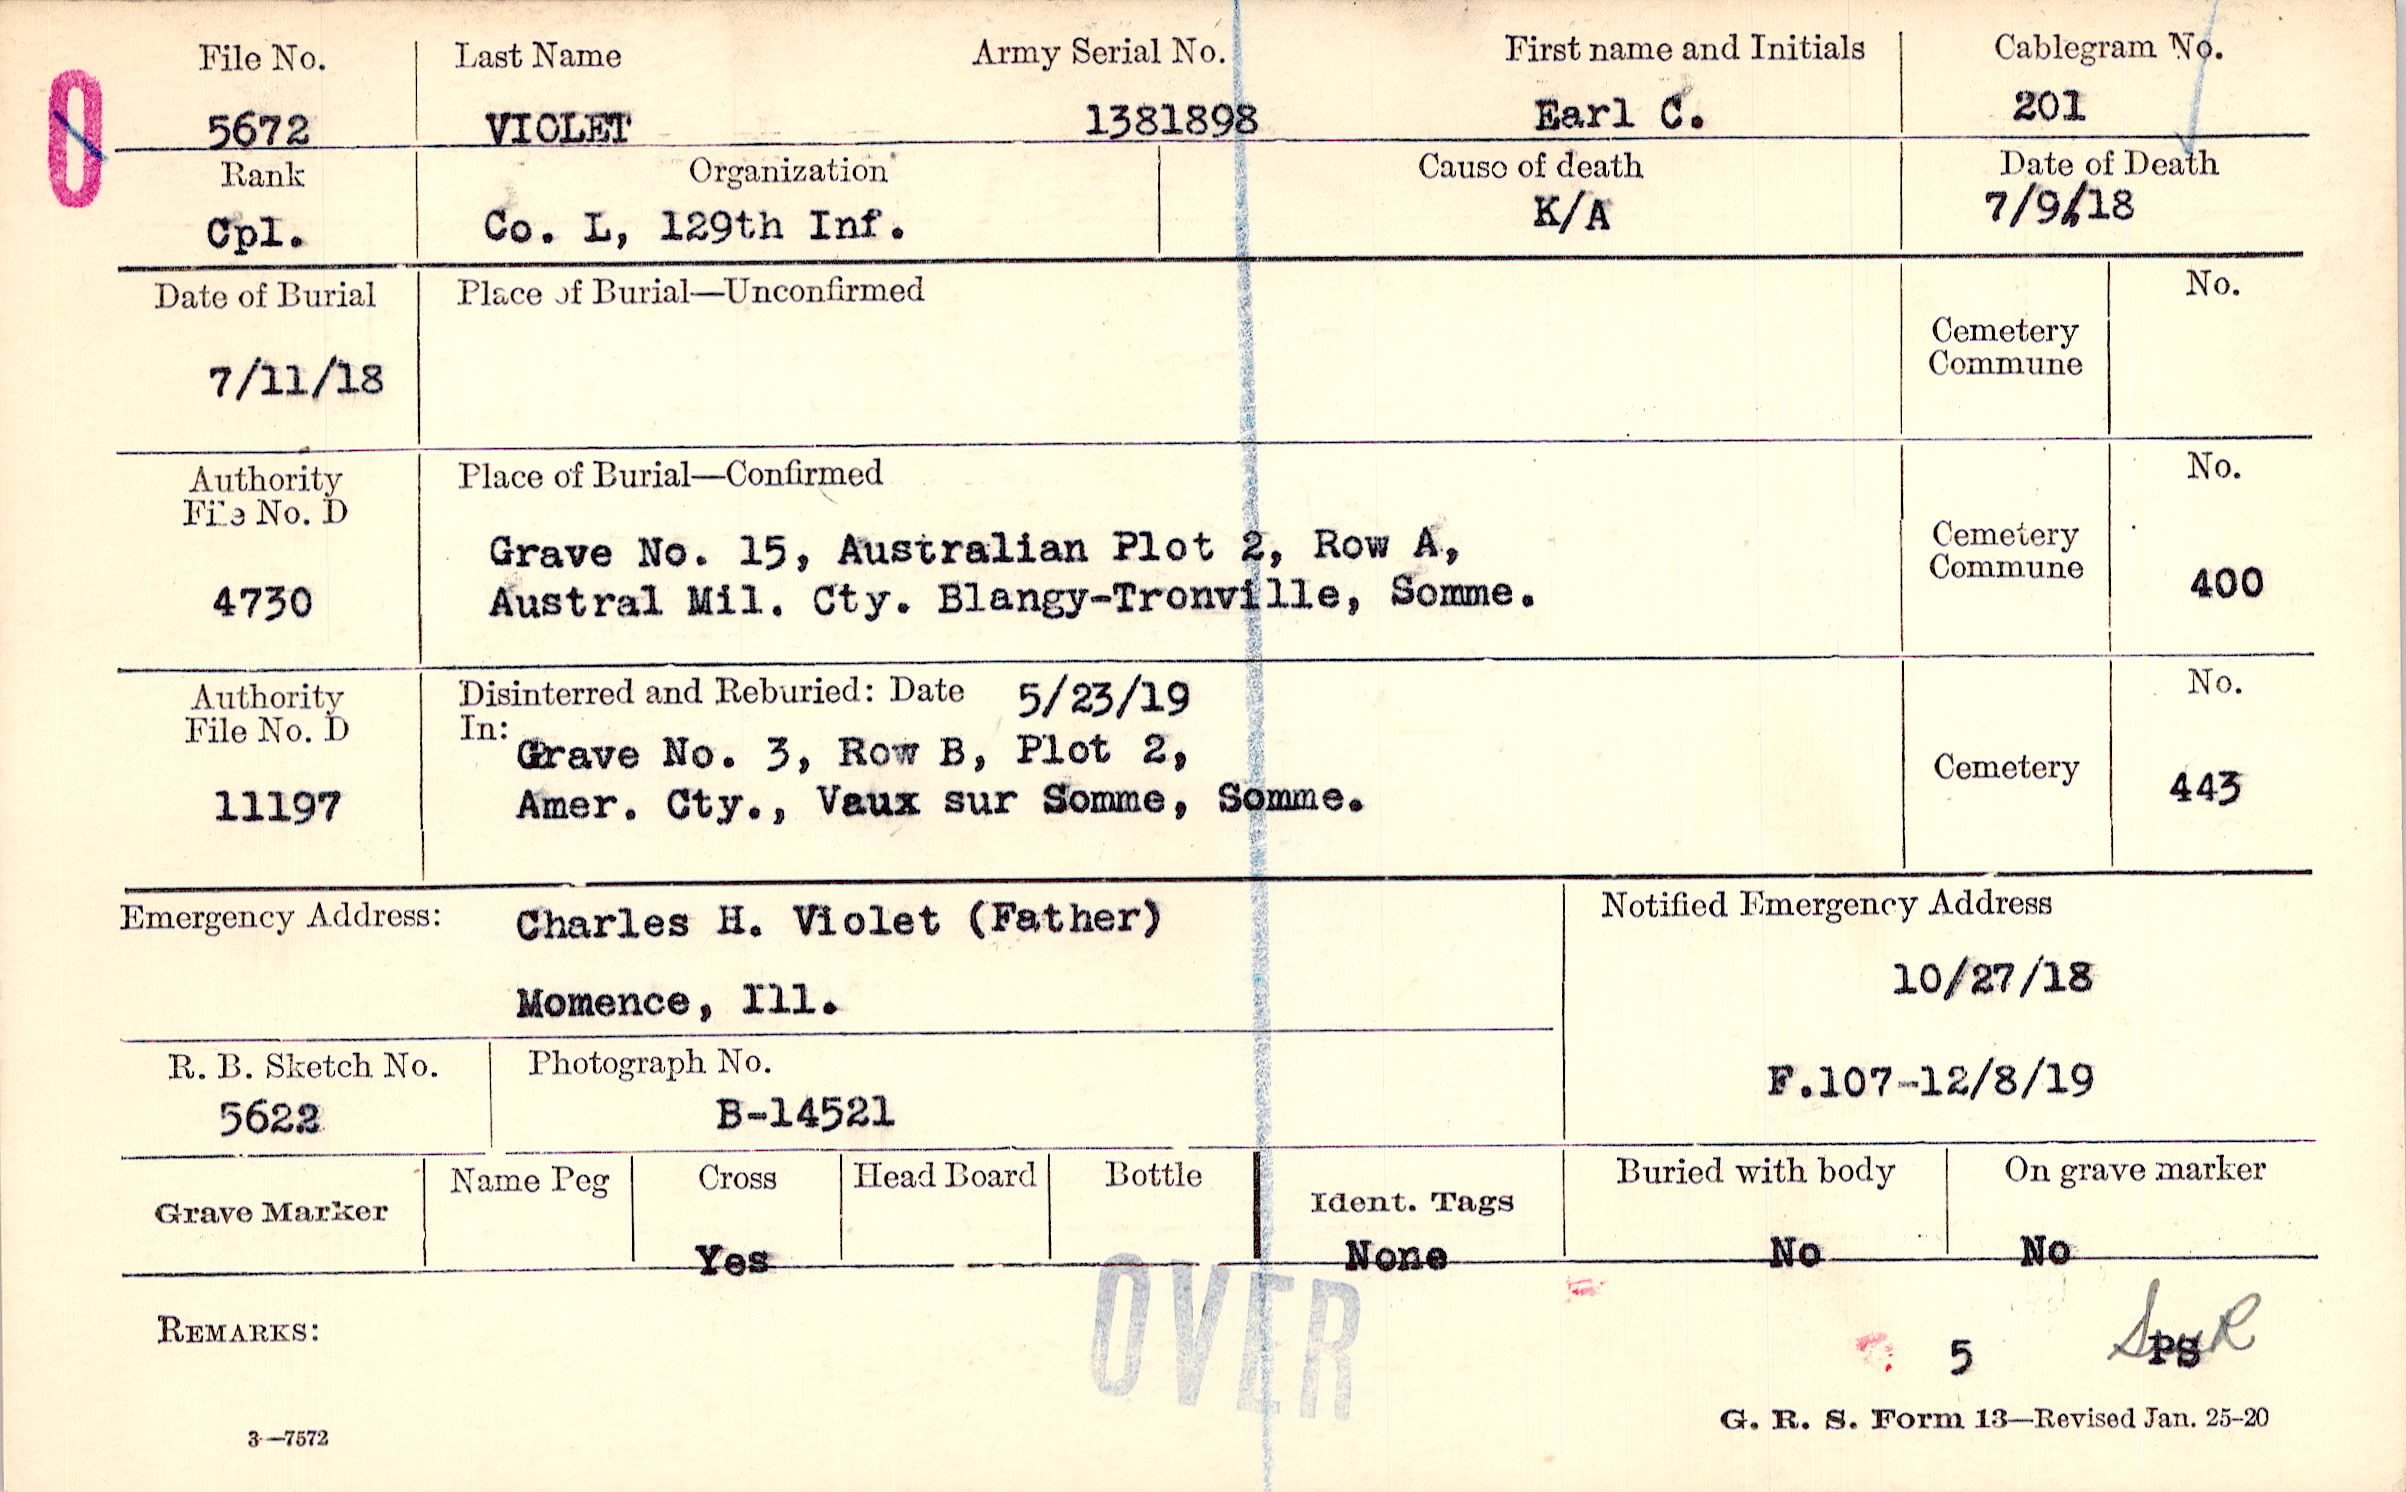 File No. Last Name Army Serial No. First name and Initials Cablegram No.
5672 VIOLET 1381898 Earl C. 201
Rank Organization Cause of death Date of Death
Cpl. Co. L, 129th Inf. K/A 7/9/18
Date of Burial Place of Burial—Unconfirmed Cemetery Commune No.
7/11/18
Authority File No. D Place of Burial—Confirmed Cemetery Commune No.
Grave No. 15, Australian Plot 2, Row A,
4730 Austral Mil. Cty. Blangy-Tronville, Somme. 400
Authority File No. D Disinterred and Reburied: Date 5/23/19 No.
In: Grave No. 3, Row B, Plot 2, Cemetery
11197 Amer. Cty., Vaux sur Somme, Somme. 443
Emergency Address: Charles H. Violet (Father) Notified Emergency Address
Momence, Ill. 10/27/18
R. B. Sketch No. Photograph No. F.107-12/8/19
5622 B-14521
Grave Marker Name Peg Cross Head Board Bottle Ident. Tags Buried with body On grave marker
Yes None No No
OVER
REMARKS:
5 PS
3—7572 G. R. S. Form 13—Revised Jan. 25-20